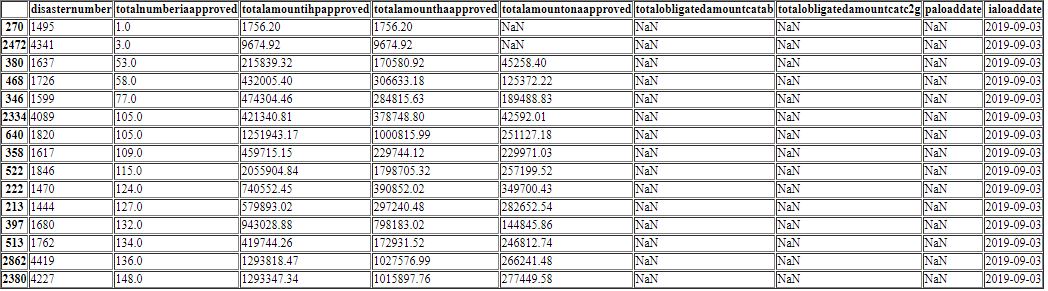 disasternumber totalnumberiaapproved totalamountihpapproved totalamounthaapproved totalamountonaapproved totalobligatedamountcatab totalobligatedamountcatc2g paloaddate ialoaddate
270 1495 1.0 1756.20 1756.20 NaN NaN NaN NaN 2019-09-03
2472 4341 3.0 9674.92 9674.92 NaN NaN NaN NaN 2019-09-03
380 1637 53.0 215839.32 170580.92 45258.40 NaN NaN NaN 2019-09-03
468 1726 58.0 432005.40 306633.18 125372.22 NaN NaN NaN 2019-09-03
346 1599 77.0 474304.46 284815.63 189488.83 NaN NaN NaN 2019-09-03
2334 4089 105.0 421340.81 378748.80 42592.01 NaN NaN NaN 2019-09-03
640 1820 105.0 1251943.17 1000815.99 251127.18 NaN NaN NaN 2019-09-03
358 1617 109.0 459715.15 229744.12 229971.03 NaN NaN NaN 2019-09-03
522 1846 115.0 2055904.84 1798705.32 257199.52 NaN NaN NaN 2019-09-03
222 1470 124.0 740552.45 390852.02 349700.43 NaN NaN NaN 2019-09-03
213 1444 127.0 579893.02 297240.48 282652.54 NaN NaN NaN 2019-09-03
397 1680 132.0 943028.88 798183.02 144845.86 NaN NaN NaN 2019-09-03
513 1762 134.0 419744.26 172931.52 246812.74 NaN NaN NaN 2019-09-03
2862 4419 136.0 1293818.47 1027576.99 266241.48 NaN NaN NaN 2019-09-03
2380 4227 148.0 1293347.34 1015897.76 277449.58 NaN NaN NaN 2019-09-03